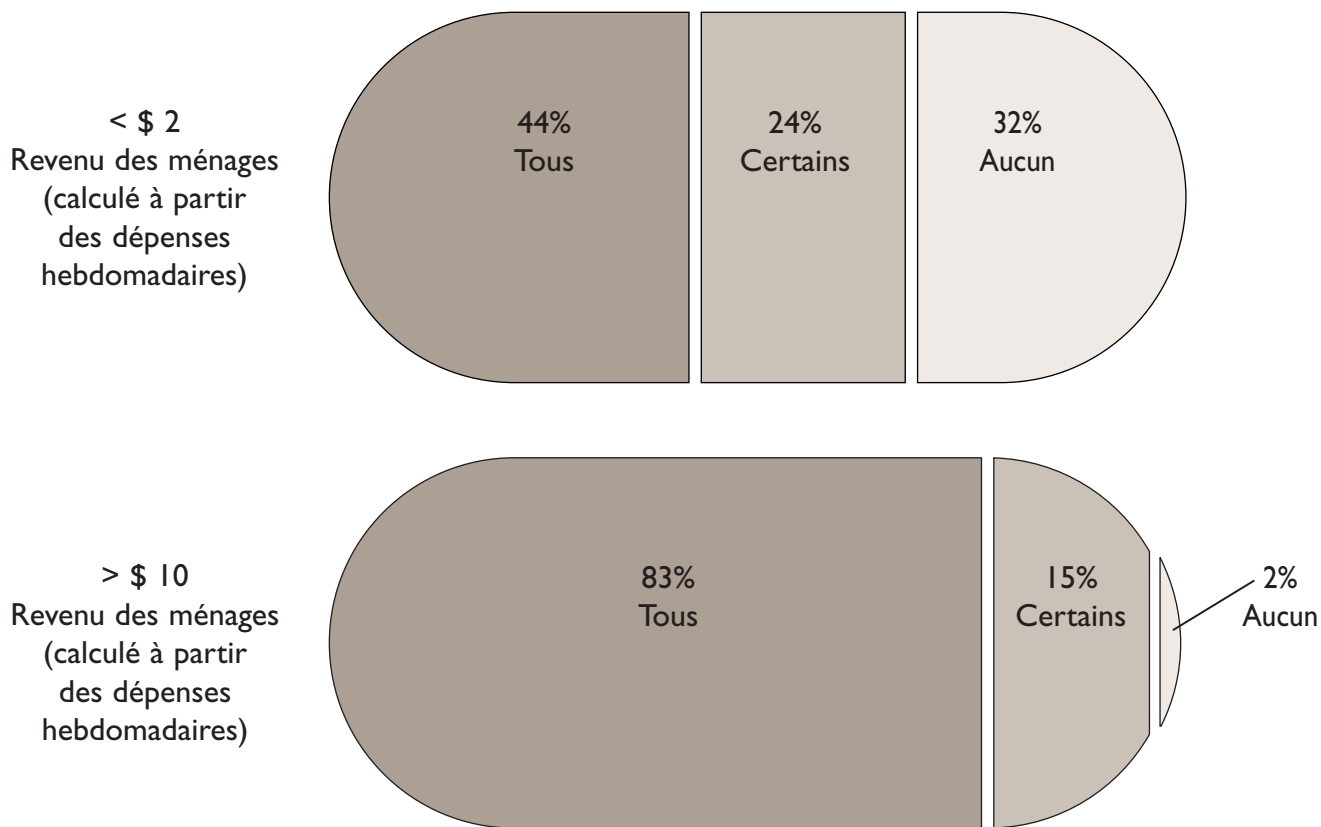 < $ 2
Revenu des ménages
(calculé à partir
des dépenses
hebdomadaires)
44%
Tous
24%
Certains
32%
Aucun
> $ 10
Revenu des ménages
(calculé à partir
des dépenses
hebdomadaires)
83%
Tous
15%
Certains
2%
Aucun